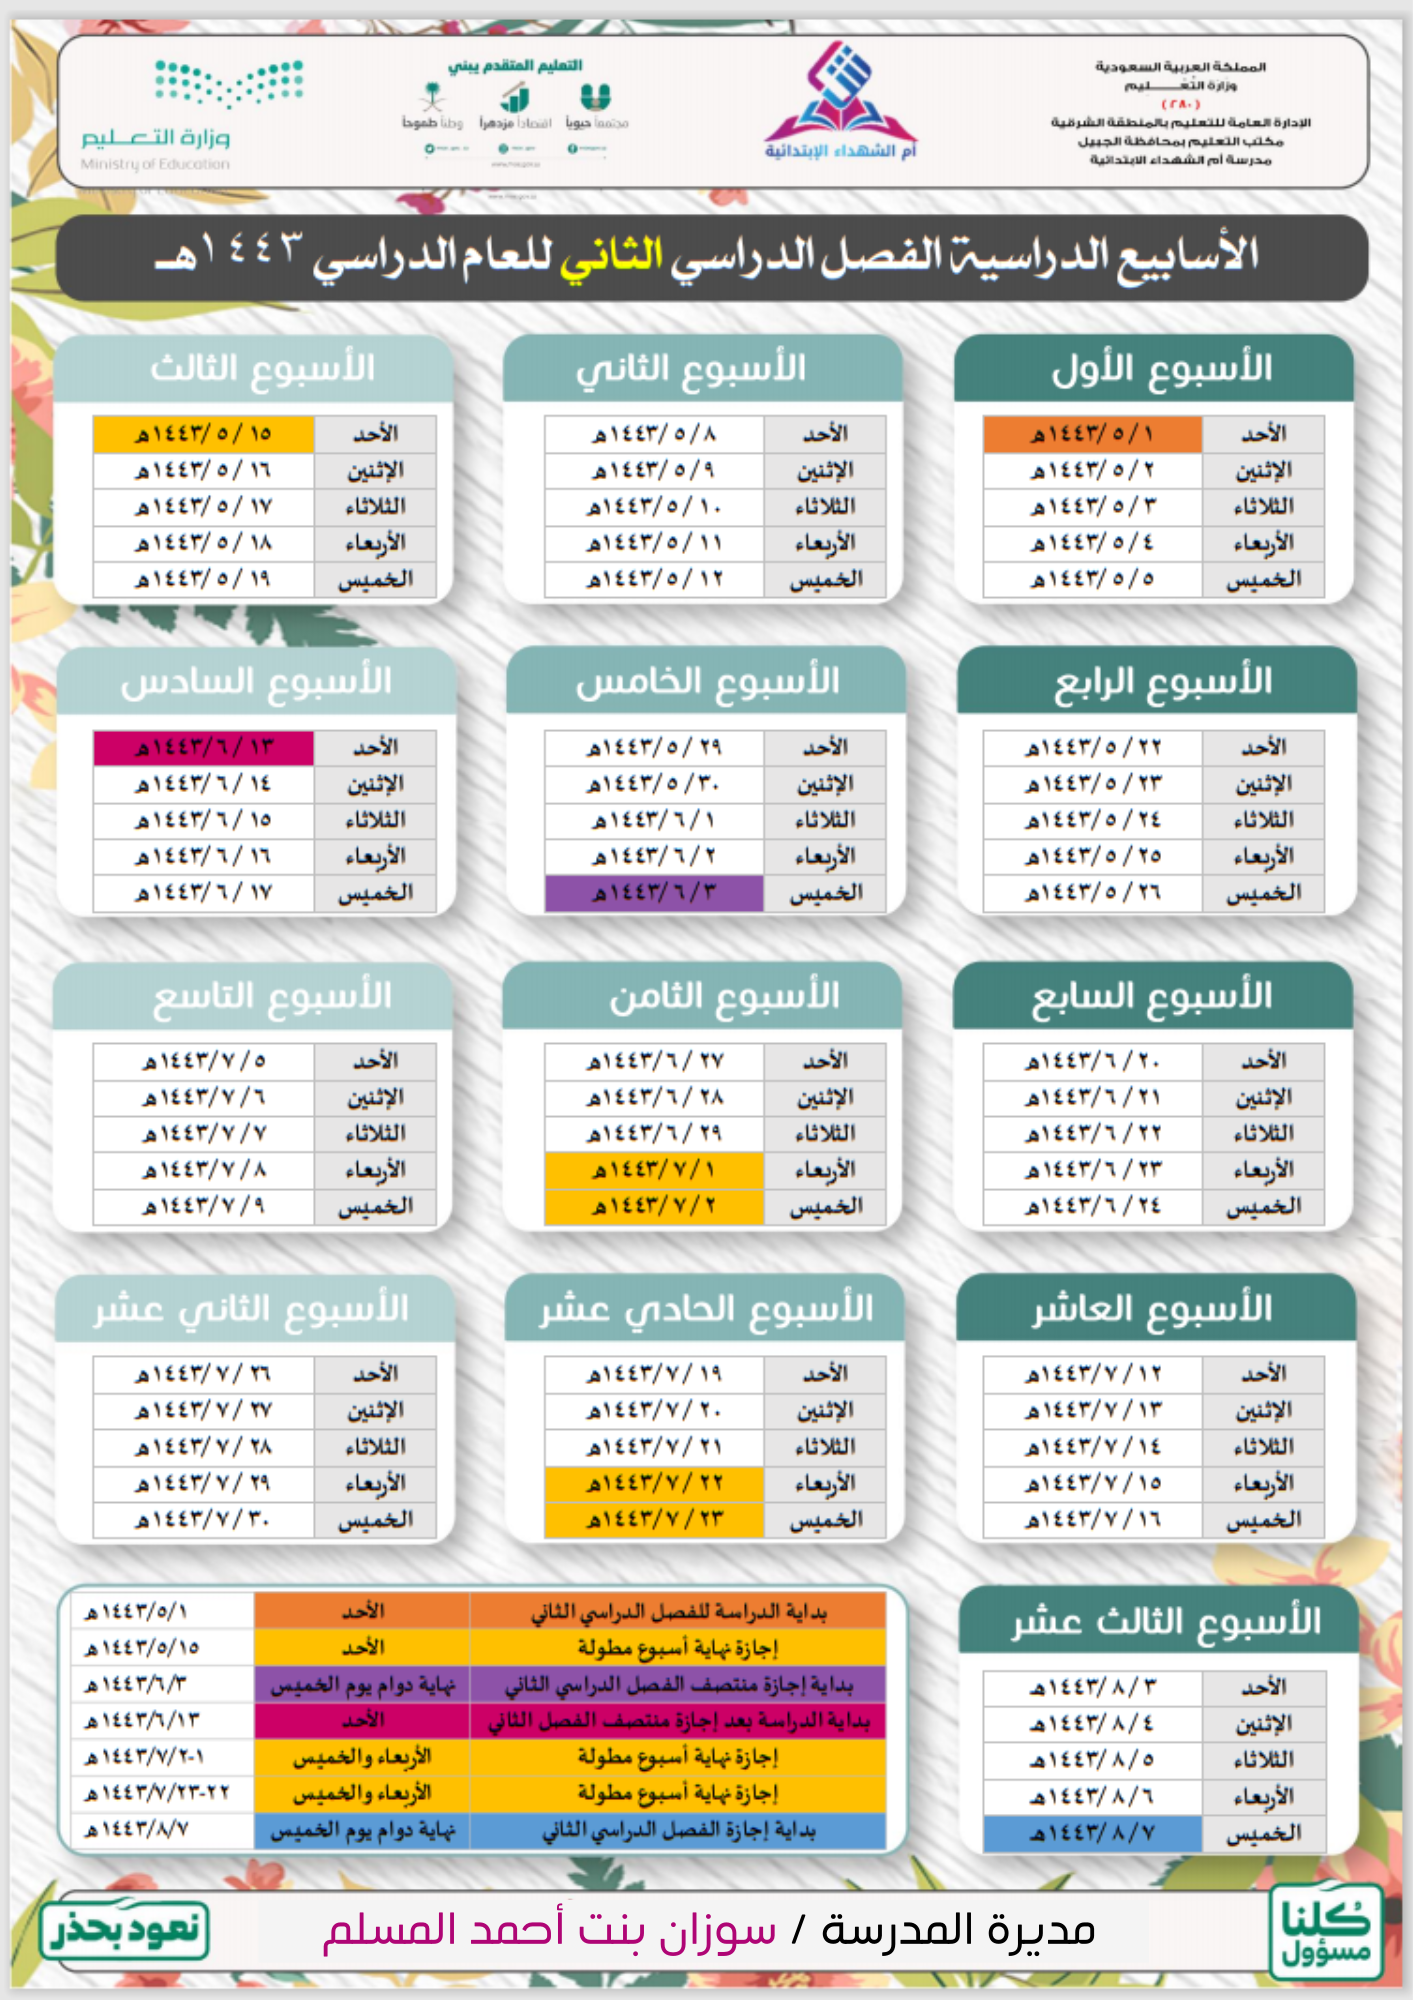 المملكة العربية السعودية
وزارة التعـــــليم
(٢٨٠)
الإدارة العامة للتعليم بالمنطقة الشرقية
مكتب التعليم بمحافظة الجبيل
مدرسة أم الشهداء الابتدائية
أم الشهداء الإبتدائية
التعليم المتقدم يبني
مجتمعاً حيوياً اقتصاداً مزدهراً وطناً طموحاً
وزارة التعـــليم
Ministry of Education
الأسابيع الدراسية الفصل الدراسي الثاني للعام الدراسي ١٤٤٣هـ
الأسبوع الأول
الأحد ١ /٥ /١٤٤٣هـ
الإثنين ٢ /٥ /١٤٤٣هـ
الثلاثاء ٣ /٥ /١٤٤٣هـ
الأربعاء ٤ /٥ /١٤٤٣هـ
الخميس ٥ /٥ /١٤٤٣هـ
الأسبوع الثاني
الأحد ٨ /٥ /١٤٤٣هـ
الإثنين ٩ /٥ /١٤٤٣هـ
الثلاثاء ١٠ /٥ /١٤٤٣هـ
الأربعاء ١١ /٥ /١٤٤٣هـ
الخميس ١٢ /٥ /١٤٤٣هـ
الأسبوع الثالث
الأحد ١٥ /٥ /١٤٤٣هـ
الإثنين ١٦ /٥ /١٤٤٣هـ
الثلاثاء ١٧ /٥ /١٤٤٣هـ
الأربعاء ١٨ /٥ /١٤٤٣هـ
الخميس ١٩ /٥ /١٤٤٣هـ
الأسبوع الرابع
الأحد ٢٢ /٥ /١٤٤٣هـ
الإثنين ٢٣ /٥ /١٤٤٣هـ
الثلاثاء ٢٤ /٥ /١٤٤٣هـ
الأربعاء ٢٥ /٥ /١٤٤٣هـ
الخميس ٢٦ /٥ /١٤٤٣هـ
الأسبوع الخامس
الأحد ٢٩ /٥ /١٤٤٣هـ
الإثنين ٣٠ /٥ /١٤٤٣هـ
الثلاثاء ١ /٦ /١٤٤٣هـ
الأربعاء ٢ /٦ /١٤٤٣هـ
الخميس ٣ /٦ /١٤٤٣هـ
الأسبوع السادس
الأحد ١٣ /٦ /١٤٤٣هـ
الإثنين ١٤ /٦ /١٤٤٣هـ
الثلاثاء ١٥ /٦ /١٤٤٣هـ
الأربعاء ١٦ /٦ /١٤٤٣هـ
الخميس ١٧ /٦ /١٤٤٣هـ
الأسبوع السابع
الأحد ٢٠ /٦ /١٤٤٣هـ
الإثنين ٢١ /٦ /١٤٤٣هـ
الثلاثاء ٢٢ /٦ /١٤٤٣هـ
الأربعاء ٢٣ /٦ /١٤٤٣هـ
الخميس ٢٤ /٦ /١٤٤٣هـ
الأسبوع الثامن
الأحد ٢٧ /٦ /١٤٤٣هـ
الإثنين ٢٨ /٦ /١٤٤٣هـ
الثلاثاء ٢٩ /٦ /١٤٤٣هـ
الأربعاء ١ /٧ /١٤٤٣هـ
الخميس ٢ /٧ /١٤٤٣هـ
الأسبوع التاسع
الأحد ٥ /٧ /١٤٤٣هـ
الإثنين ٦ /٧ /١٤٤٣هـ
الثلاثاء ٧ /٧ /١٤٤٣هـ
الأربعاء ٨ /٧ /١٤٤٣هـ
الخميس ٩ /٧ /١٤٤٣هـ
الأسبوع العاشر
الأحد ١٢ /٧ /١٤٤٣هـ
الإثنين ١٣ /٧ /١٤٤٣هـ
الثلاثاء ١٤ /٧ /١٤٤٣هـ
الأربعاء ١٥ /٧ /١٤٤٣هـ
الخميس ١٦ /٧ /١٤٤٣هـ
الأسبوع الحادي عشر
الأحد ١٩ /٧ /١٤٤٣هـ
الإثنين ٢٠ /٧ /١٤٤٣هـ
الثلاثاء ٢١ /٧ /١٤٤٣هـ
الأربعاء ٢٢ /٧ /١٤٤٣هـ
الخميس ٢٣ /٧ /١٤٤٣هـ
الأسبوع الثاني عشر
الأحد ٢٦ /٧ /١٤٤٣هـ
الإثنين ٢٧ /٧ /١٤٤٣هـ
الثلاثاء ٢٨ /٧ /١٤٤٣هـ
الأربعاء ٢٩ /٧ /١٤٤٣هـ
الخميس ٣٠ /٧ /١٤٤٣هـ
الأسبوع الثالث عشر
الأحد ٣ /٨ /١٤٤٣هـ
الإثنين ٤ /٨ /١٤٤٣هـ
الثلاثاء ٥ /٨ /١٤٤٣هـ
الأربعاء ٦ /٨ /١٤٤٣هـ
الخميس ٧ /٨ /١٤٤٣هـ
بداية الدراسة للفصل الدراسي الثاني الأحد ١٤٤٣/٥/١هـ
إجازة نهاية أسبوع مطولة الأحد ١٤٤٣/٥/١٥هـ
بداية إجازة منتصف الفصل الدراسي الثاني نهاية دوام يوم الخميس ١٤٤٣/٦/٣هـ
بداية الدراسة بعد إجازة منتصف الفصل الثاني الأحد ١٤٤٣/٦/١٣هـ
إجازة نهاية أسبوع مطولة الأربعاء والخميس ١-١٤٤٣/٧/٢هـ
إجازة نهاية أسبوع مطولة الأربعاء والخميس ٢٢-١٤٤٣/٧/٢٣هـ
بداية إجازة الفصل الدراسي الثاني نهاية دوام يوم الخميس ١٤٤٣/٨/٧هـ
كلنا مسؤول
مديرة المدرسة / سوزان بنت أحمد المسلم
نعود بحذر